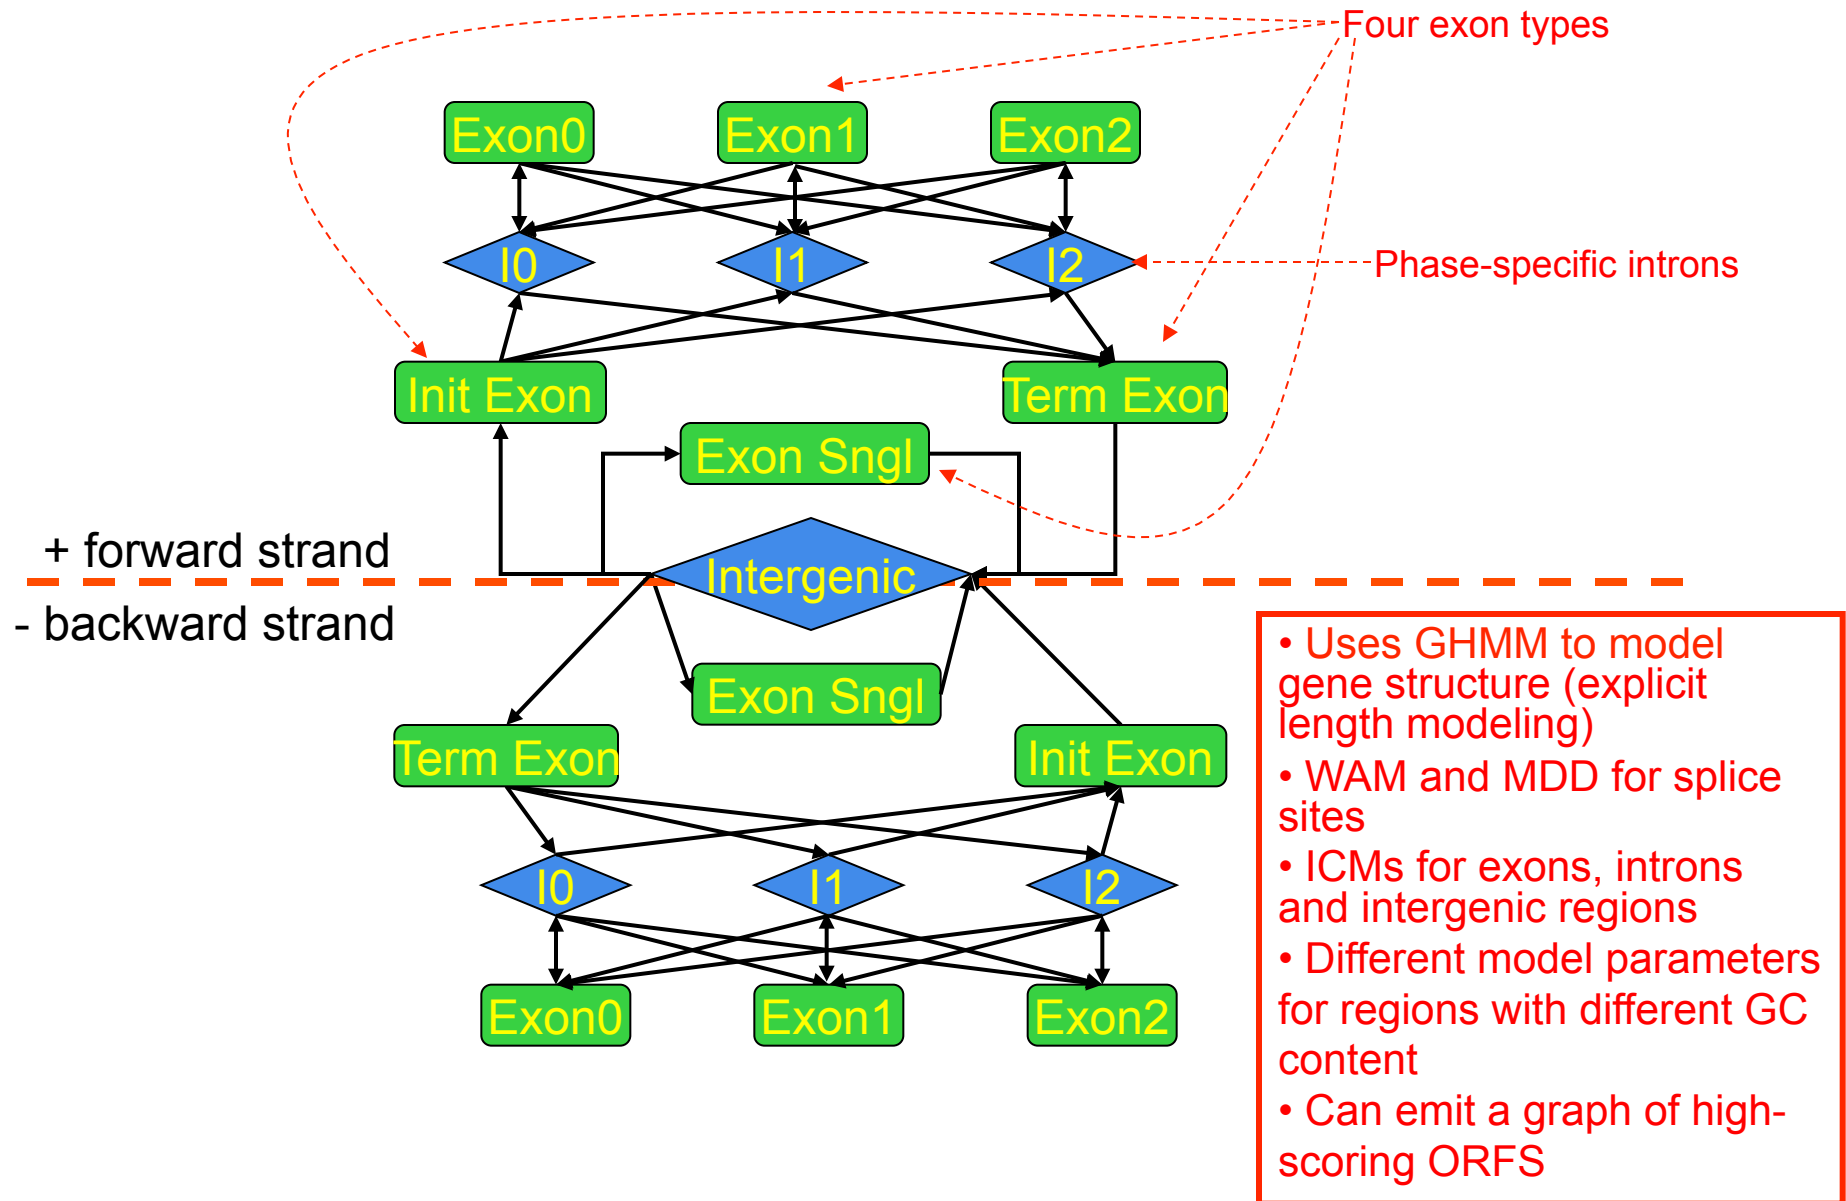 Four exon types
Exon0 Exon1 Exon2
I0 I1 I2
Phase-specific introns
Init Exon Term Exon
Exon Sngl
+ forward strand
Intergenic
- backward strand
Exon Sngl
Term Exon Init Exon
I0 I1 I2
Exon0 Exon1 Exon2
• Uses GHMM to model
gene structure (explicit
length modeling)
• WAM and MDD for splice
sites
• ICMs for exons, introns
and intergenic regions
• Different model parameters
for regions with different GC
content
• Can emit a graph of high-
scoring ORFS